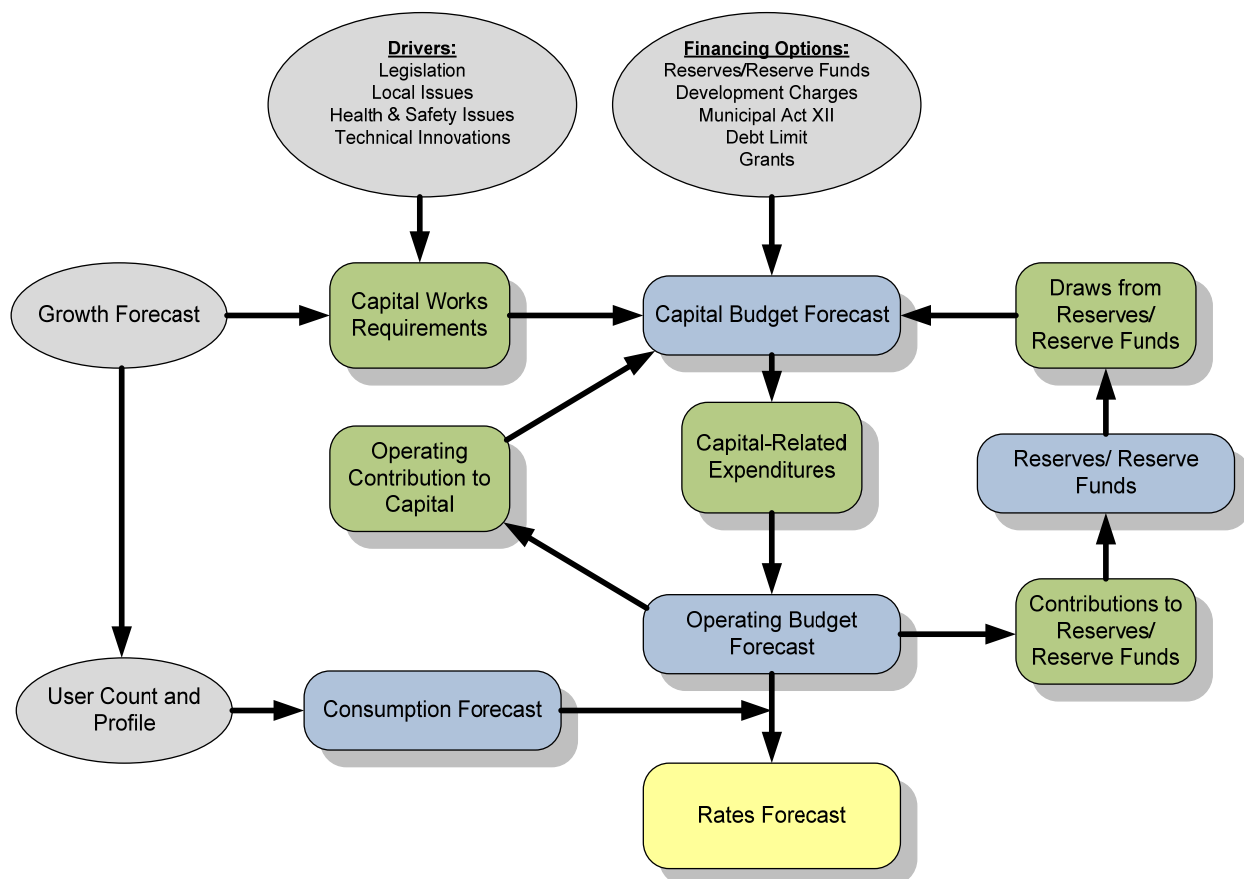 Drivers:
Legislation
Local Issues
Health & Safety Issues
Technical Innovations
Financing Options:
Reserves/Reserve Funds
Development Charges
Municipal Act XII
Debt Limit
Grants
Growth Forecast
Capital Works
Requirements
Capital Budget Forecast
Draws from
Reserves/
Reserve Funds
Operating
Contribution to
Capital
Capital-Related
Expenditures
Reserves/ Reserve
Funds
Operating Budget
Forecast
Contributions to
Reserves/
Reserve Funds
User Count and
Profile
Consumption Forecast
Rates Forecast